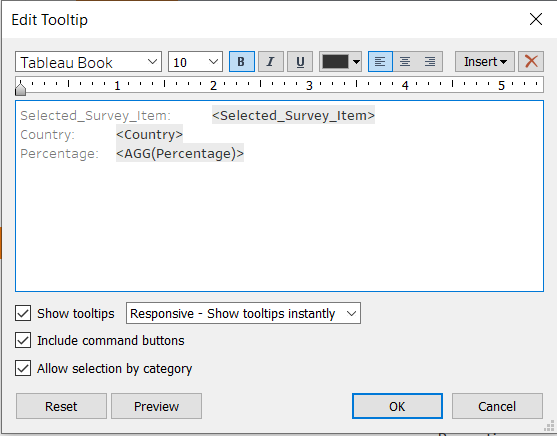 Edit Tooltip
Tableau Book 10 B I U Insert
1 2 3 4 5
Selected_Survey_Item: <Selected_Survey_Item>
Country: <Country>
Percentage: <AGG(Percentage)>
Show tooltips Responsive - Show tooltips instantly
Include command buttons
Allow selection by category
Reset Preview OK Cancel